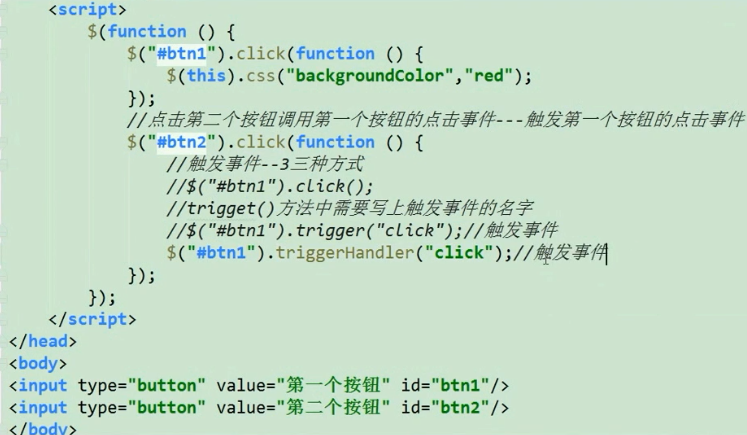 <script>
$(function () {
$("#btn1").click(function () {
$(this).css("backgroundColor","red");
});
//点击第二个按钮调用第一个按钮的点击事件---触发第一个按钮的点击事件
$("#btn2").click(function () {
//触发事件--3三种方式
//$("#btn1").click();
//trigget()方法中需要写上触发事件的名字
//$("#btn1").trigger("click");//触发事件
$("#btn1").triggerHandler("click");//触发事件
});
});
</script>
</head>
<body>
<input type="button" value="第一个按钮" id="btn1"/>
<input type="button" value="第二个按钮" id="btn2"/>
</body>